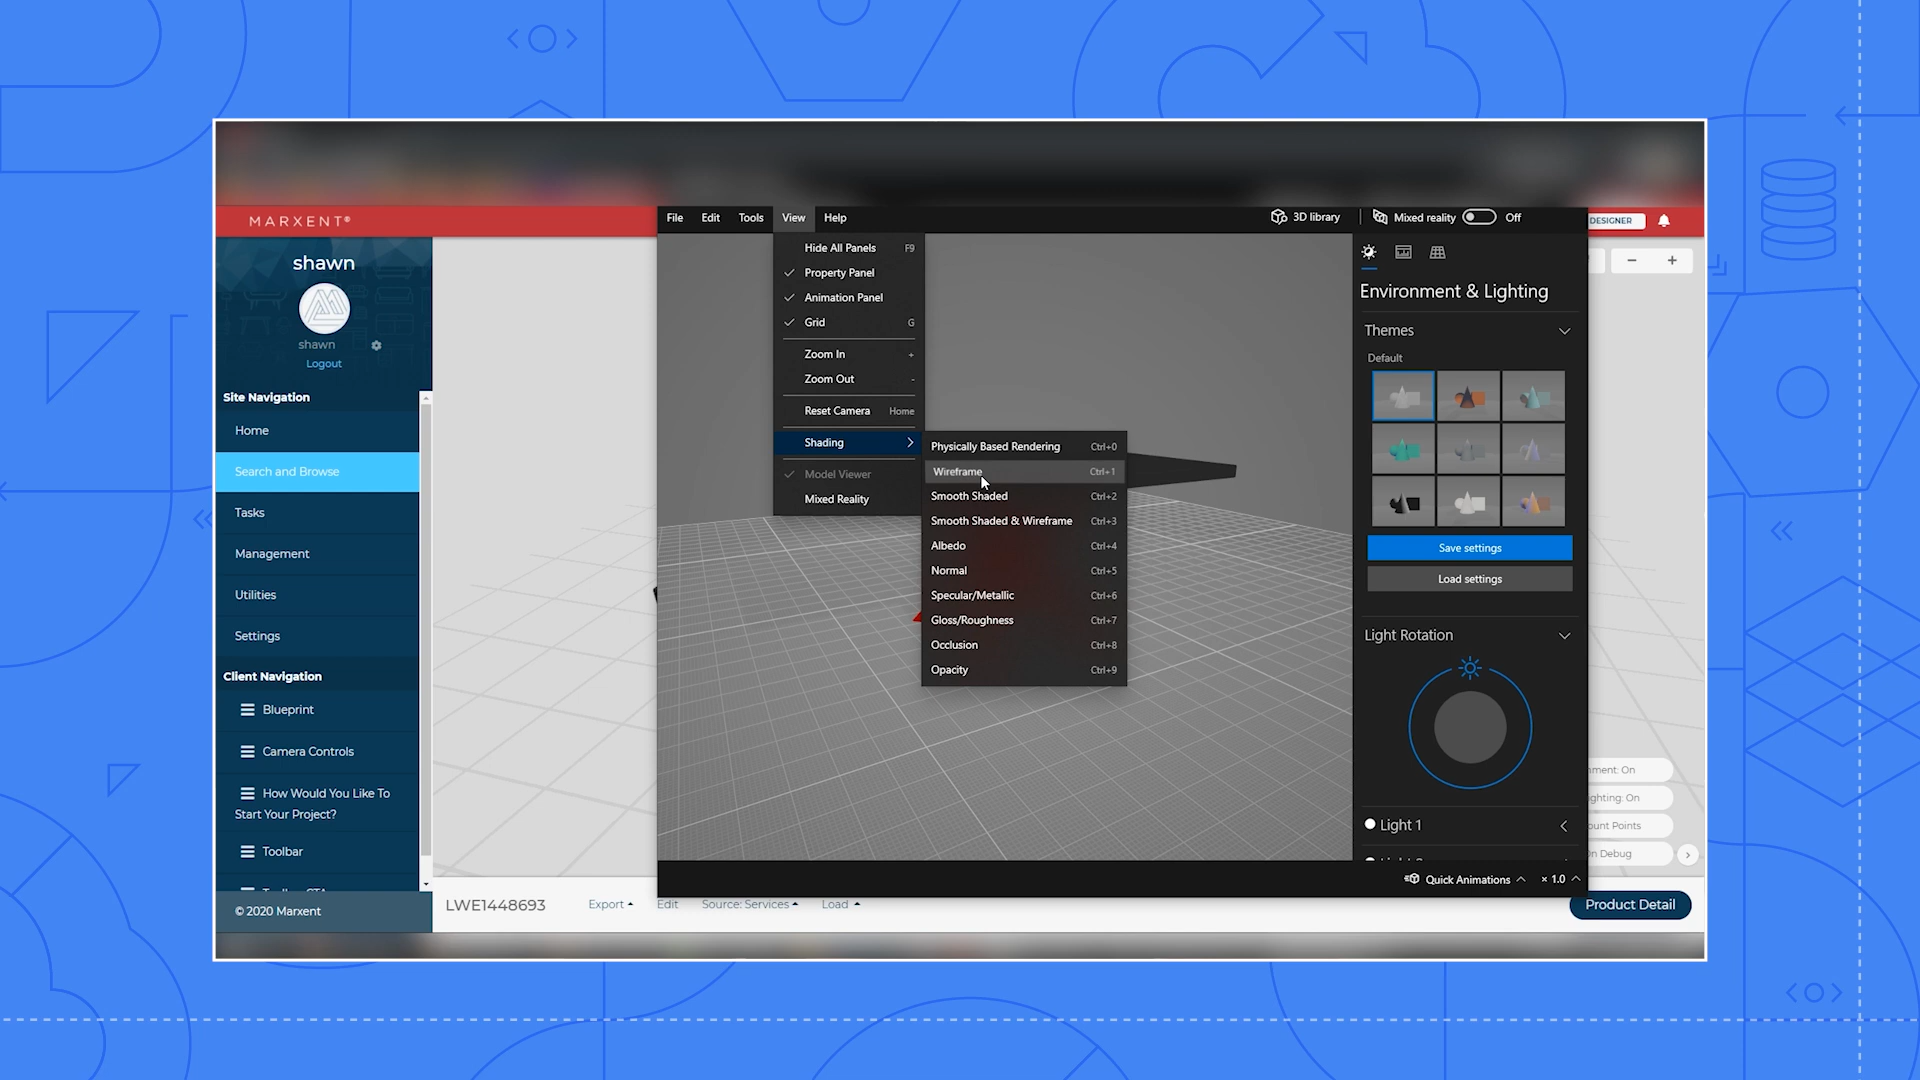 MARXENT®
shawn
shawn
Logout
Site Navigation
Home
Search and Browse
Tasks
Management
Utilities
Settings
Client Navigation
Blueprint
Camera Controls
How Would You Like To
Start Your Project?
Toolbar
© 2020 Marxent
File Edit Tools View Help
3D library
Mixed reality Off
DESIGNER
Hide All Panels F9
Property Panel
Animation Panel
Grid G
Zoom In +
Zoom Out -
Reset Camera Home
Shading
Model Viewer
Mixed Reality
Physically Based Rendering Ctrl+0
Wireframe Ctrl+1
Smooth Shaded Ctrl+2
Smooth Shaded & Wireframe Ctrl+3
Albedo Ctrl+4
Normal Ctrl+5
Specular/Metallic Ctrl+6
Gloss/Roughness Ctrl+7
Occlusion Ctrl+8
Opacity Ctrl+9
Environment & Lighting
Themes
Default
Save settings
Load settings
Light Rotation
Light 1
Quick Animations × 1.0
: On
: On
Points
Debug
LWE1448693
Export Edit Source: Services Load
Product Detail